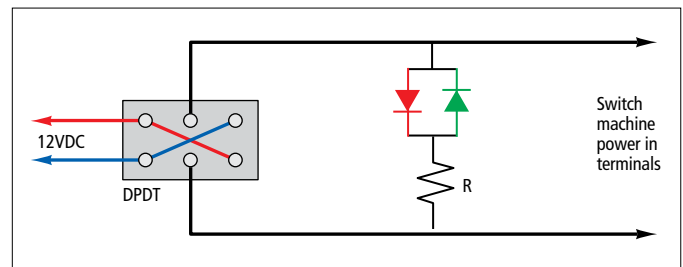 12VDC
DPDT
R
Switch
machine
power in
terminals